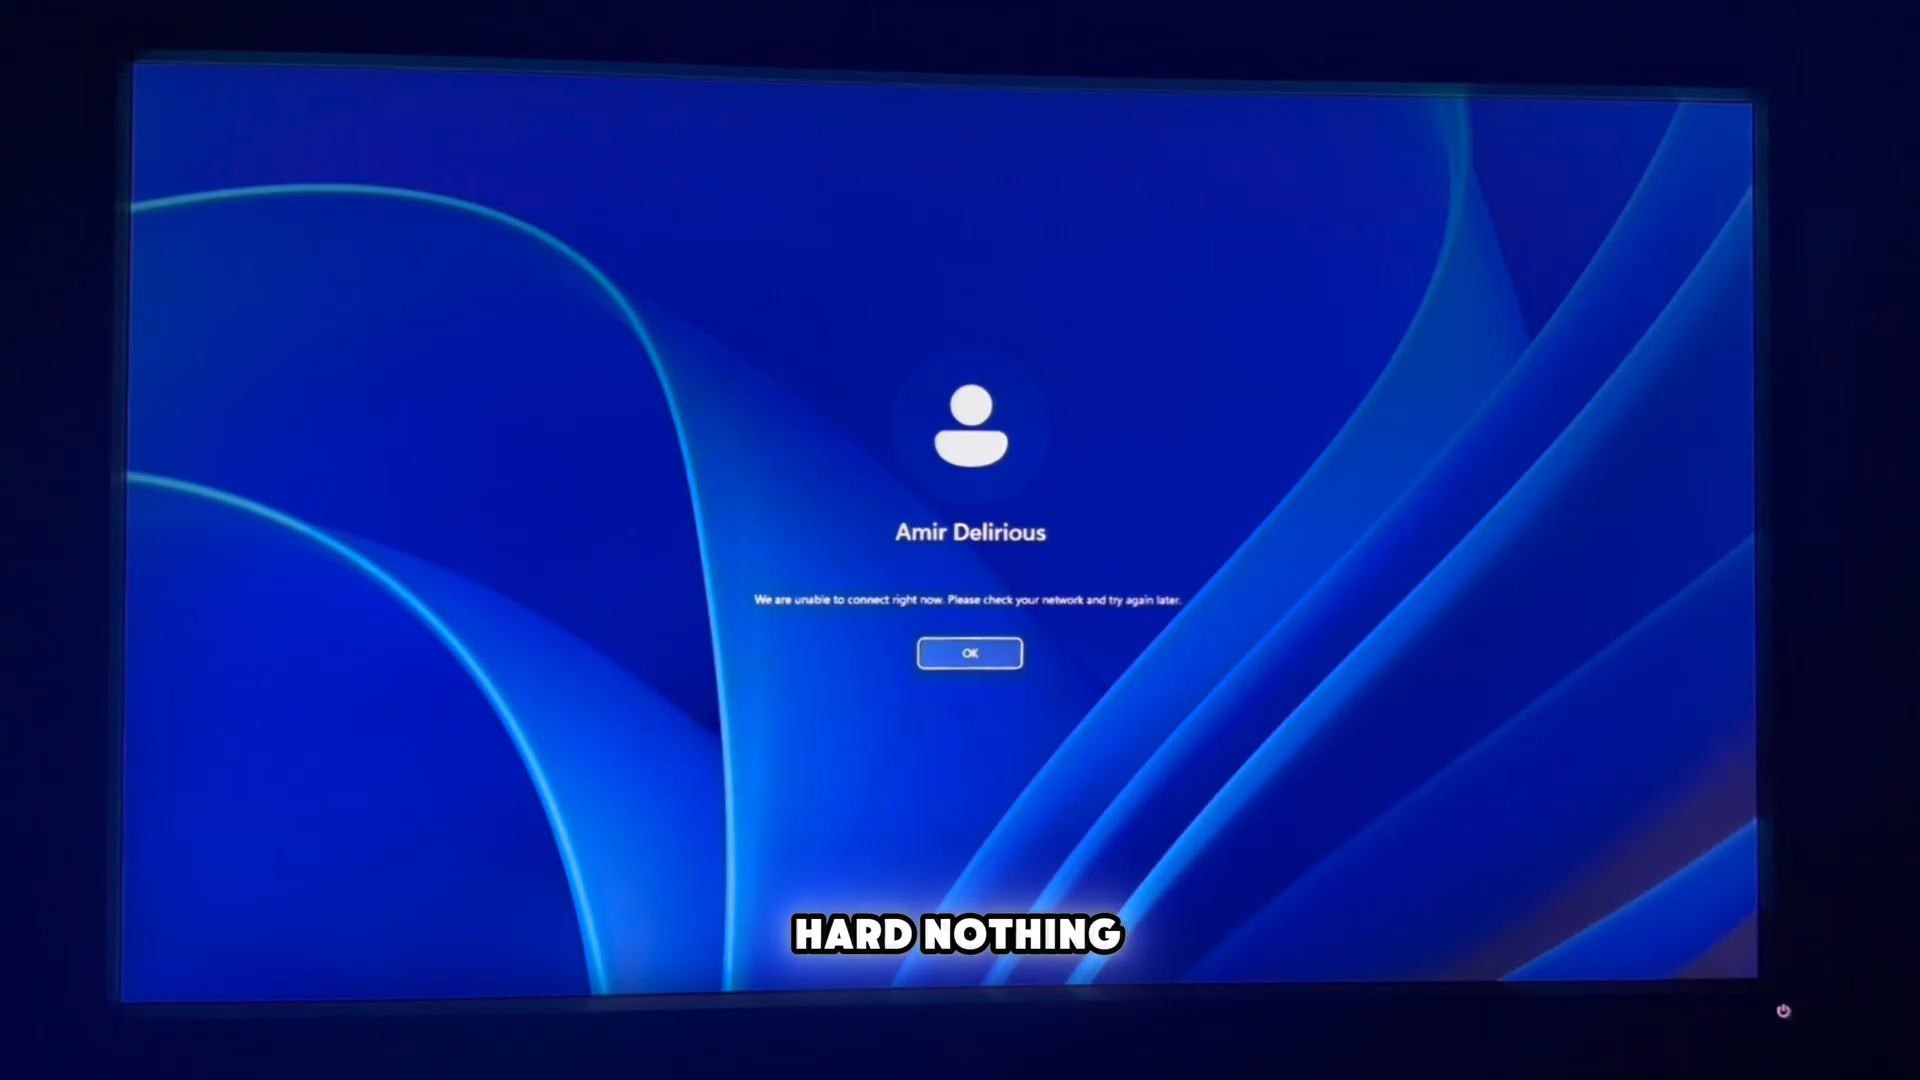 Amir Delirious
We are unable to connect right now. Please check your network and try again later.
OK
HARD NOTHING